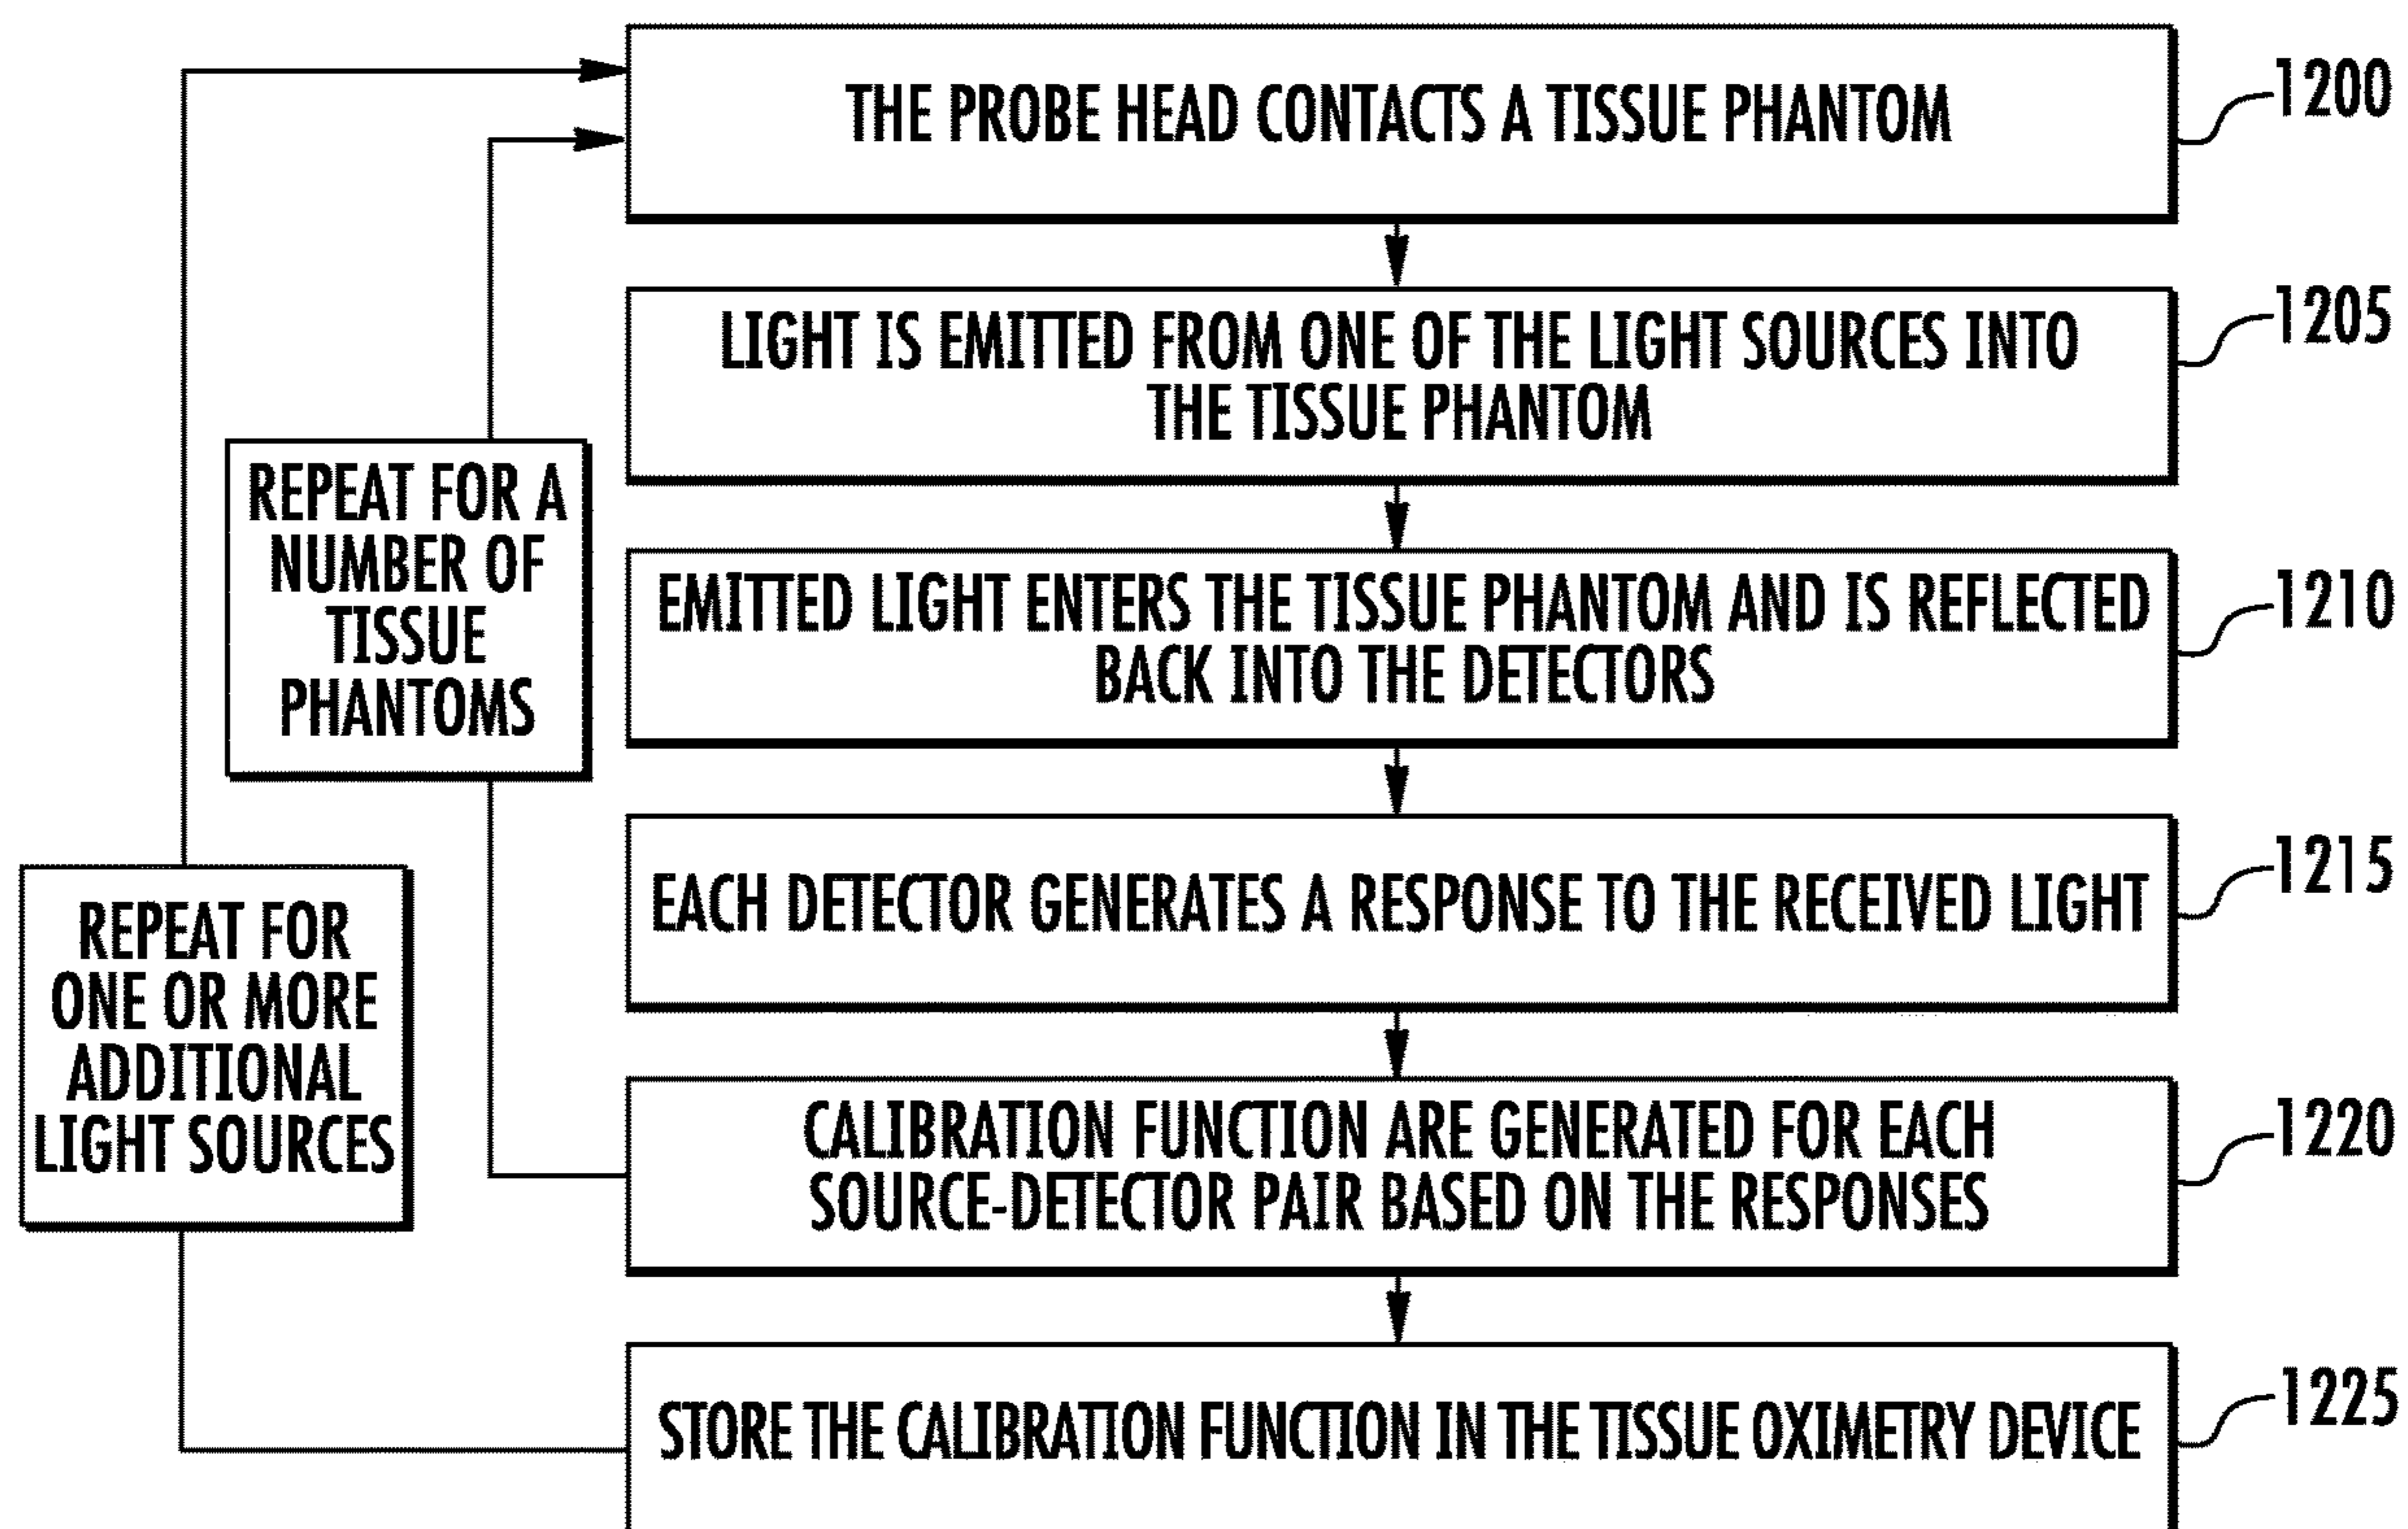 THE PROBE HEAD CONTACTS A TISSUE PHANTOM
1200
LIGHT IS EMITTED FROM ONE OF THE LIGHT SOURCES INTO
THE TISSUE PHANTOM
1205
EMITTED LIGHT ENTERS THE TISSUE PHANTOM AND IS REFLECTED
BACK INTO THE DETECTORS
1210
EACH DETECTOR GENERATES A RESPONSE TO THE RECEIVED LIGHT
1215
CALIBRATION FUNCTION ARE GENERATED FOR EACH
SOURCE-DETECTOR PAIR BASED ON THE RESPONSES
1220
STORE THE CALIBRATION FUNCTION IN THE TISSUE OXIMETRY DEVICE
1225
REPEAT FOR A
NUMBER OF
TISSUE
PHANTOMS
REPEAT FOR
ONE OR MORE
ADDITIONAL
LIGHT SOURCES